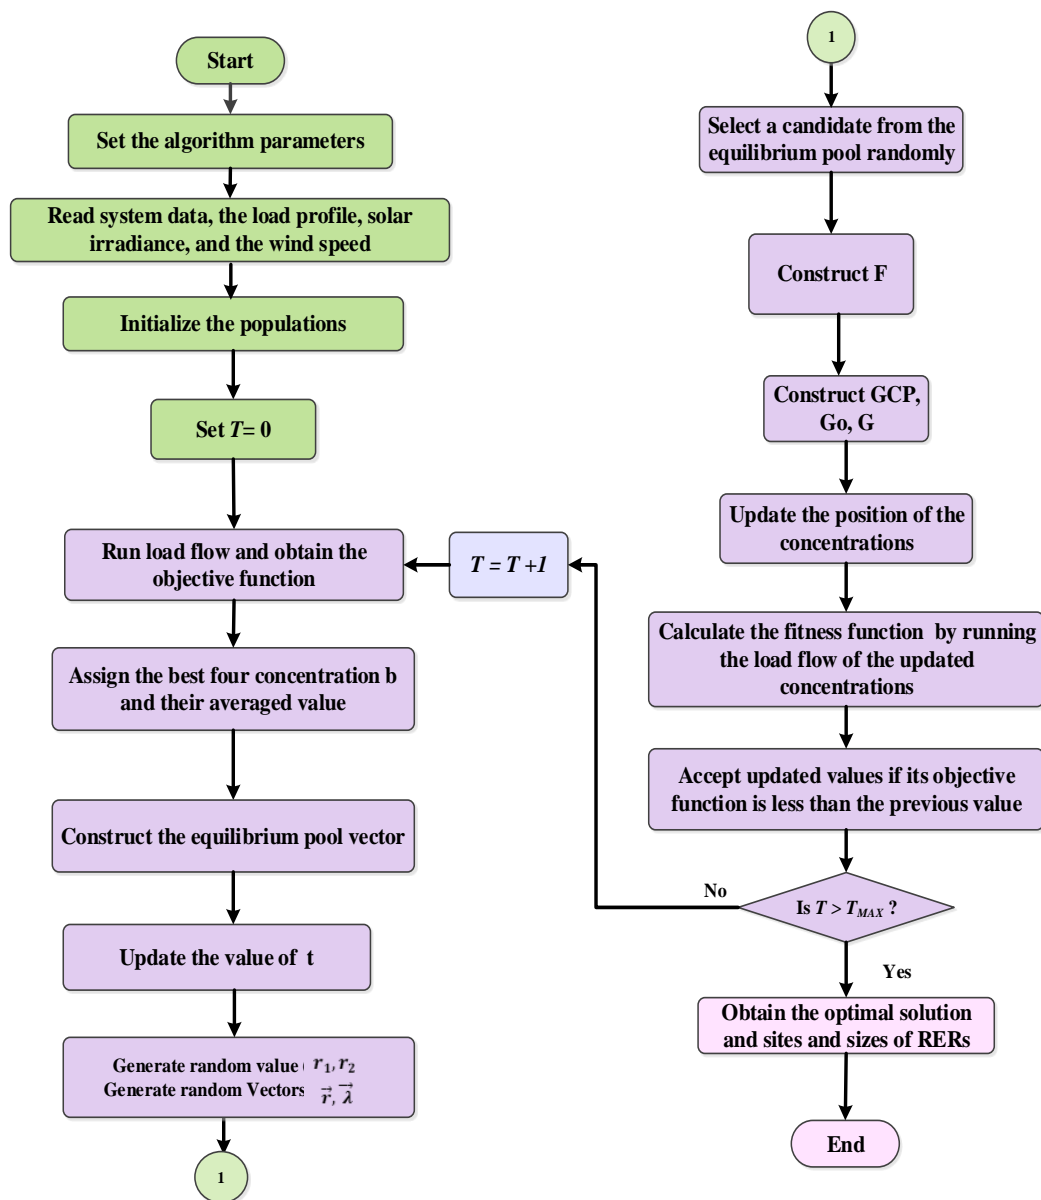 Start
Set the algorithm parameters
Read system data, the load profile, solar
irradiance, and the wind speed
Initialize the populations
Set T= 0
Run load flow and obtain the
objective function
T = T +1
Assign the best four concentration b
and their averaged value
Construct the equilibrium pool vector
Update the value of t
Generate random value( r₁, r₂
Generate random Vectors r⃗, λ⃗
1
1
Select a candidate from the
equilibrium pool randomly
Construct F
Construct GCP,
Go, G
Update the position of the
concentrations
Calculate the fitness function by running
the load flow of the updated
concentrations
Accept updated values if its objective
function is less than the previous value
No
Is T > T_MAX ?
Yes
Obtain the optimal solution
and sites and sizes of RERs
End